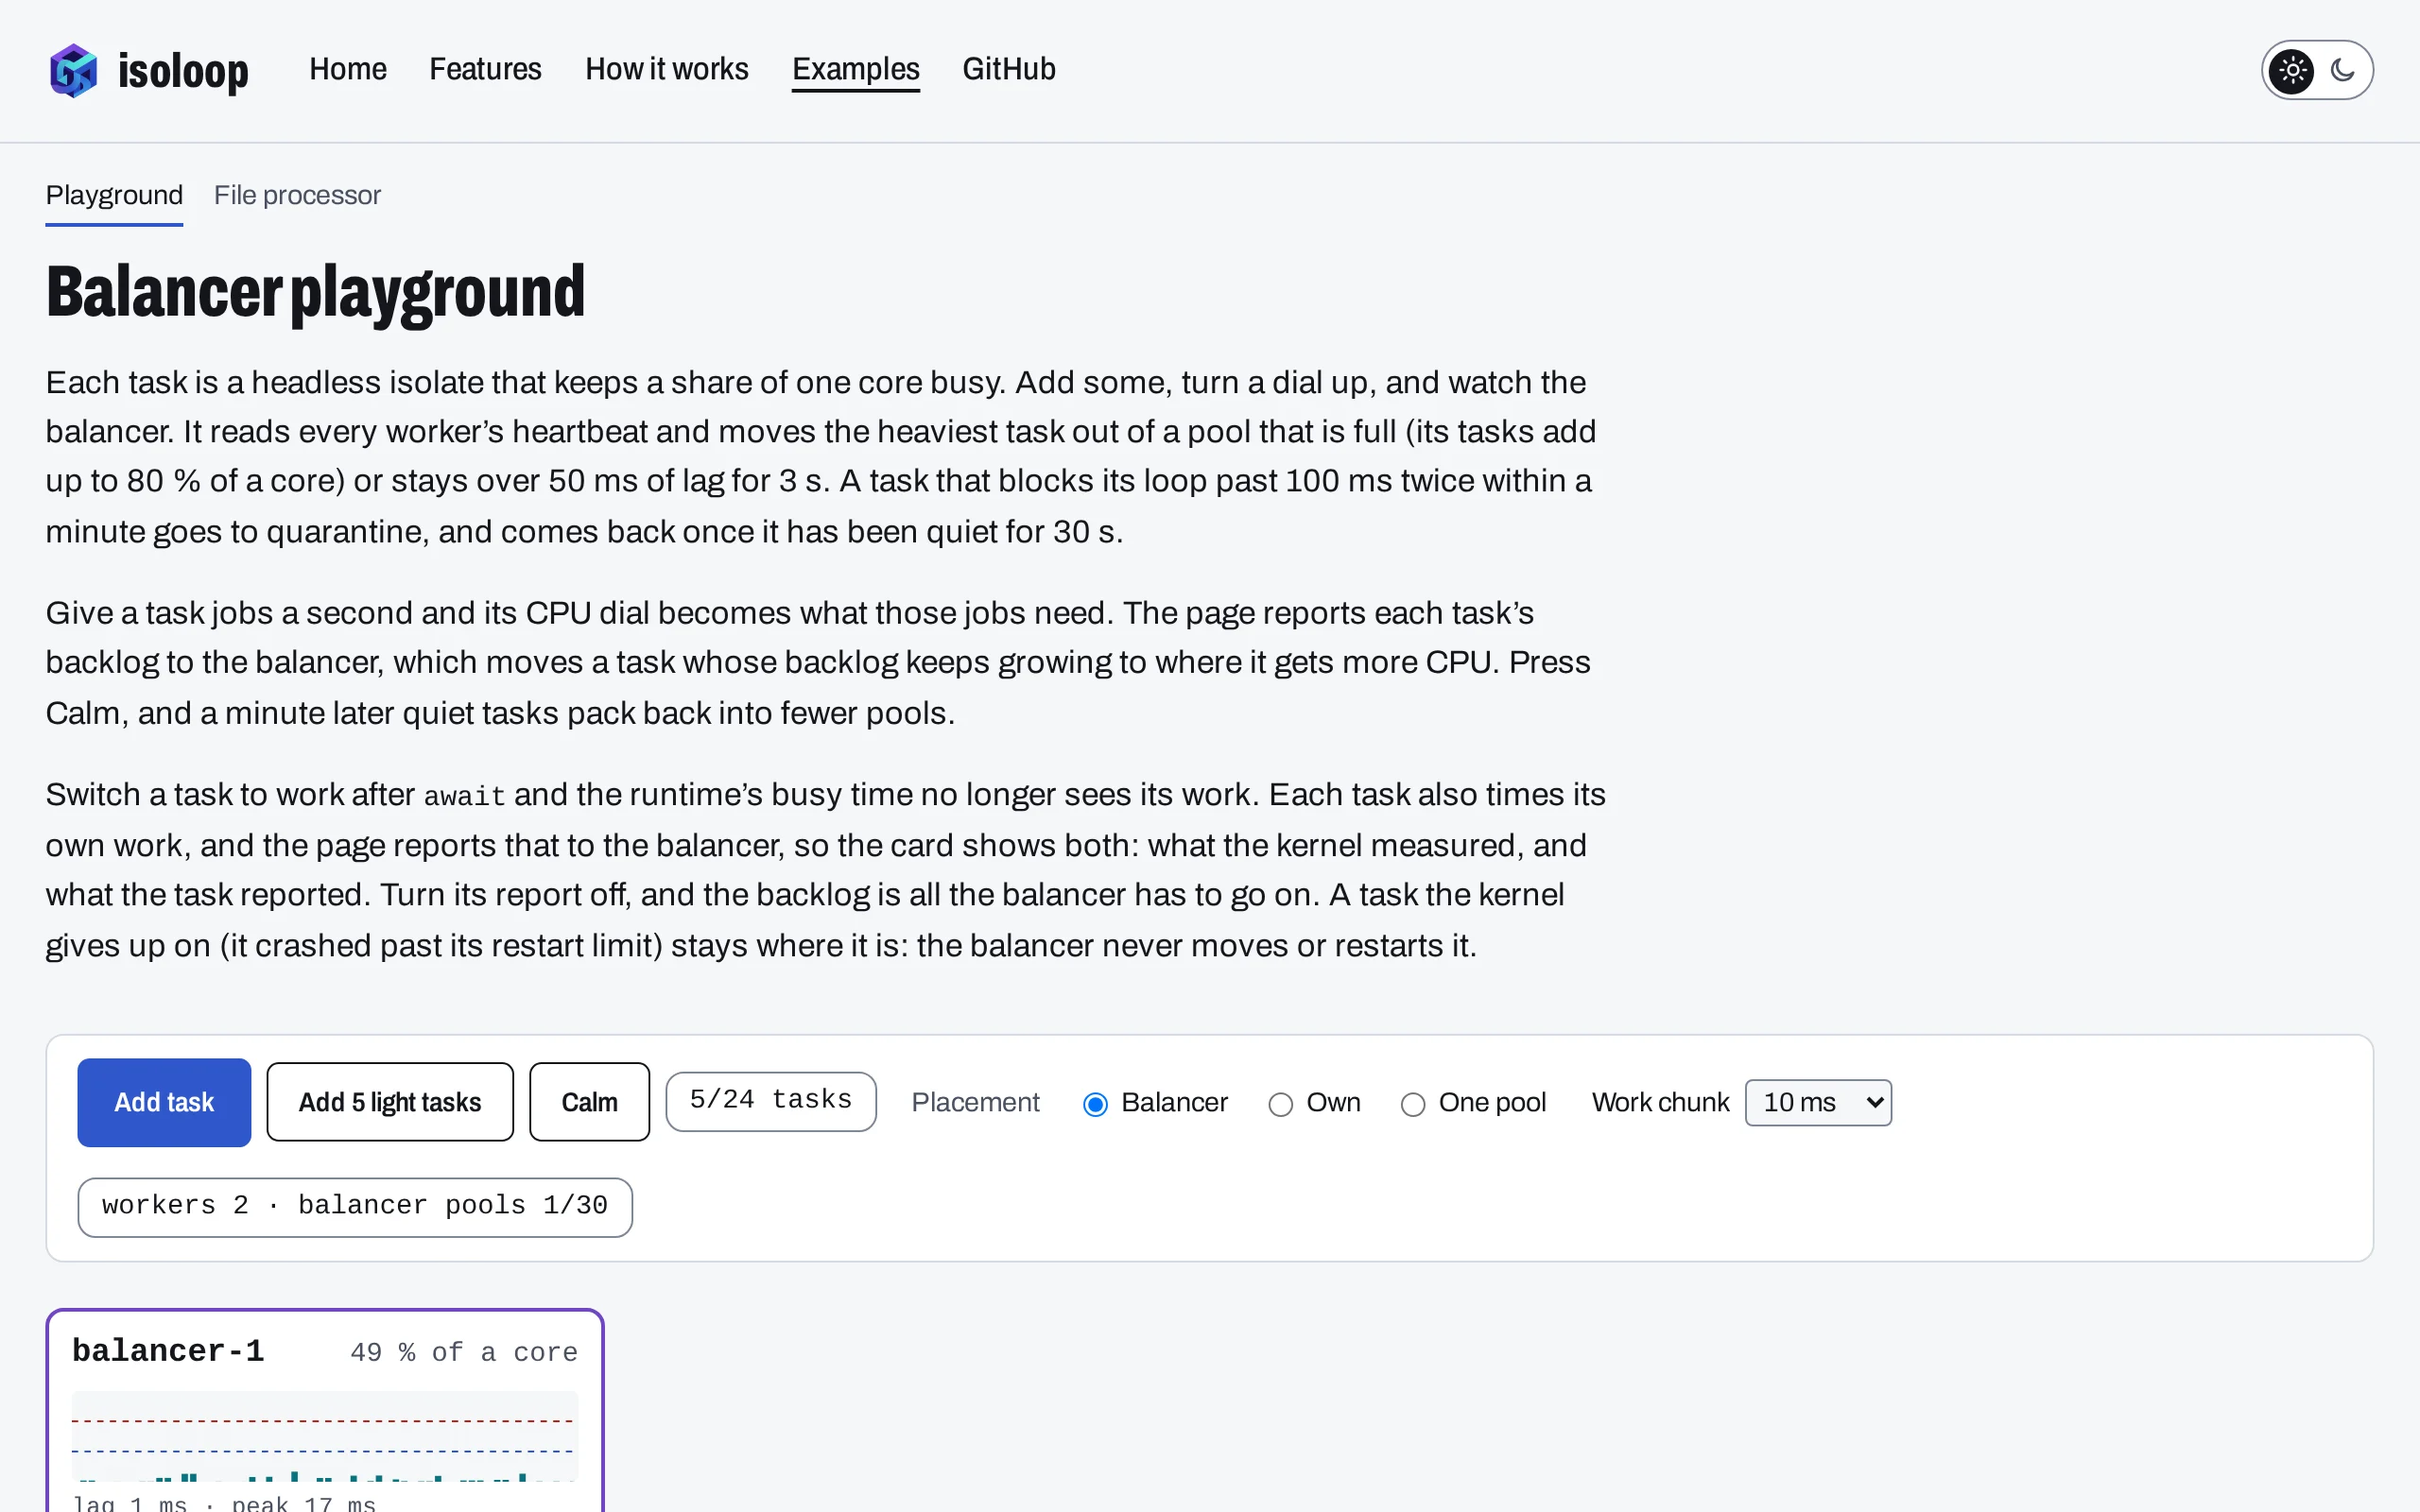 isoloop Home Features How it works Examples GitHub
Playground File processor
Balancer playground
Each task is a headless isolate that keeps a share of one core busy. Add some, turn a dial up, and watch the
balancer. It reads every worker’s heartbeat and moves the heaviest task out of a pool that is full (its tasks add
up to 80 % of a core) or stays over 50 ms of lag for 3 s. A task that blocks its loop past 100 ms twice within a
minute goes to quarantine, and comes back once it has been quiet for 30 s.
Give a task jobs a second and its CPU dial becomes what those jobs need. The page reports each task’s
backlog to the balancer, which moves a task whose backlog keeps growing to where it gets more CPU. Press
Calm, and a minute later quiet tasks pack back into fewer pools.
Switch a task to work after await and the runtime’s busy time no longer sees its work. Each task also times its
own work, and the page reports that to the balancer, so the card shows both: what the kernel measured, and
what the task reported. Turn its report off, and the backlog is all the balancer has to go on. A task the kernel
gives up on (it crashed past its restart limit) stays where it is: the balancer never moves or restarts it.
Add task Add 5 light tasks Calm 5/24 tasks Placement Balancer Own One pool Work chunk 10 ms
workers 2 · balancer pools 1/30
balancer-1 49 % of a core
lag 1 ms · peak 17 ms